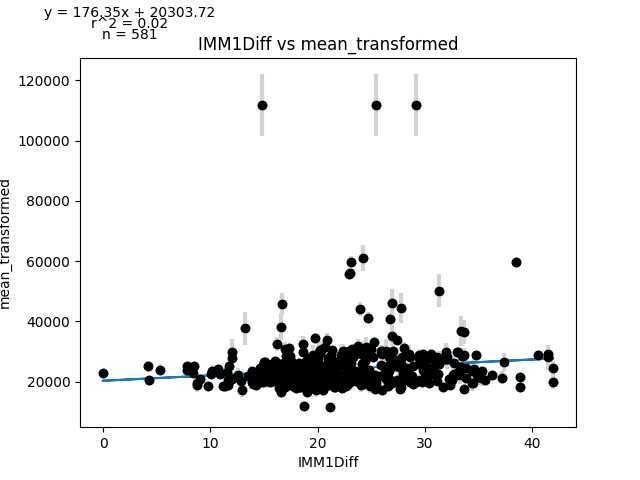 y = 176.35x + 20303.72
r^2 = 0.02
n = 581
IMM1Diff vs mean_transformed
120000
100000
80000
60000
40000
20000
mean_transformed
0 10 20 30 40
IMM1Diff